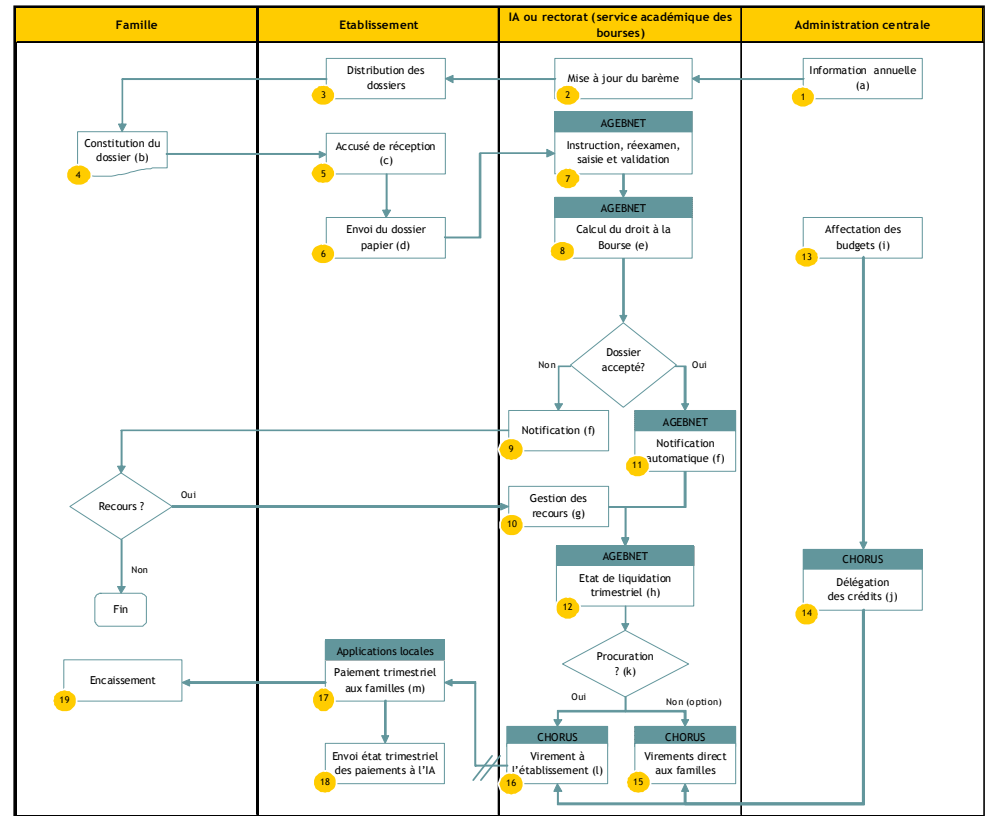 Famille
Etablissement
IA ou rectorat (service académique des
bourses)
Administration centrale
Distribution des
dossiers
3
Mise à jour du barème
2
Information annuelle
(a)
1
Constitution du
dossier (b)
4
Accusé de réception
(c)
5
AGEBNET
Instruction, réexamen,
saisie et validation
7
Envoi du dossier
papier (d)
6
AGEBNET
Calcul du droit à la
Bourse (e)
8
Affectation des
budgets (i)
13
Dossier
accepté?
Non
Oui
Notification (f)
9
AGEBNET
Notification
automatique (f)
11
Recours ?
Oui
Non
Fin
Gestion des
recours (g)
10
AGEBNET
Etat de liquidation
trimestriel (h)
12
CHORUS
Délégation
des crédits (j)
14
Procuration
? (k)
Oui
Non (option)
Encaissement
19
Applications locales
Paiement trimestriel
aux familles (m)
17
Envoi état trimestriel
des paiements à l'IA
18
CHORUS
Virement à
l'établissement (l)
16
CHORUS
Virements direct
aux familles
15